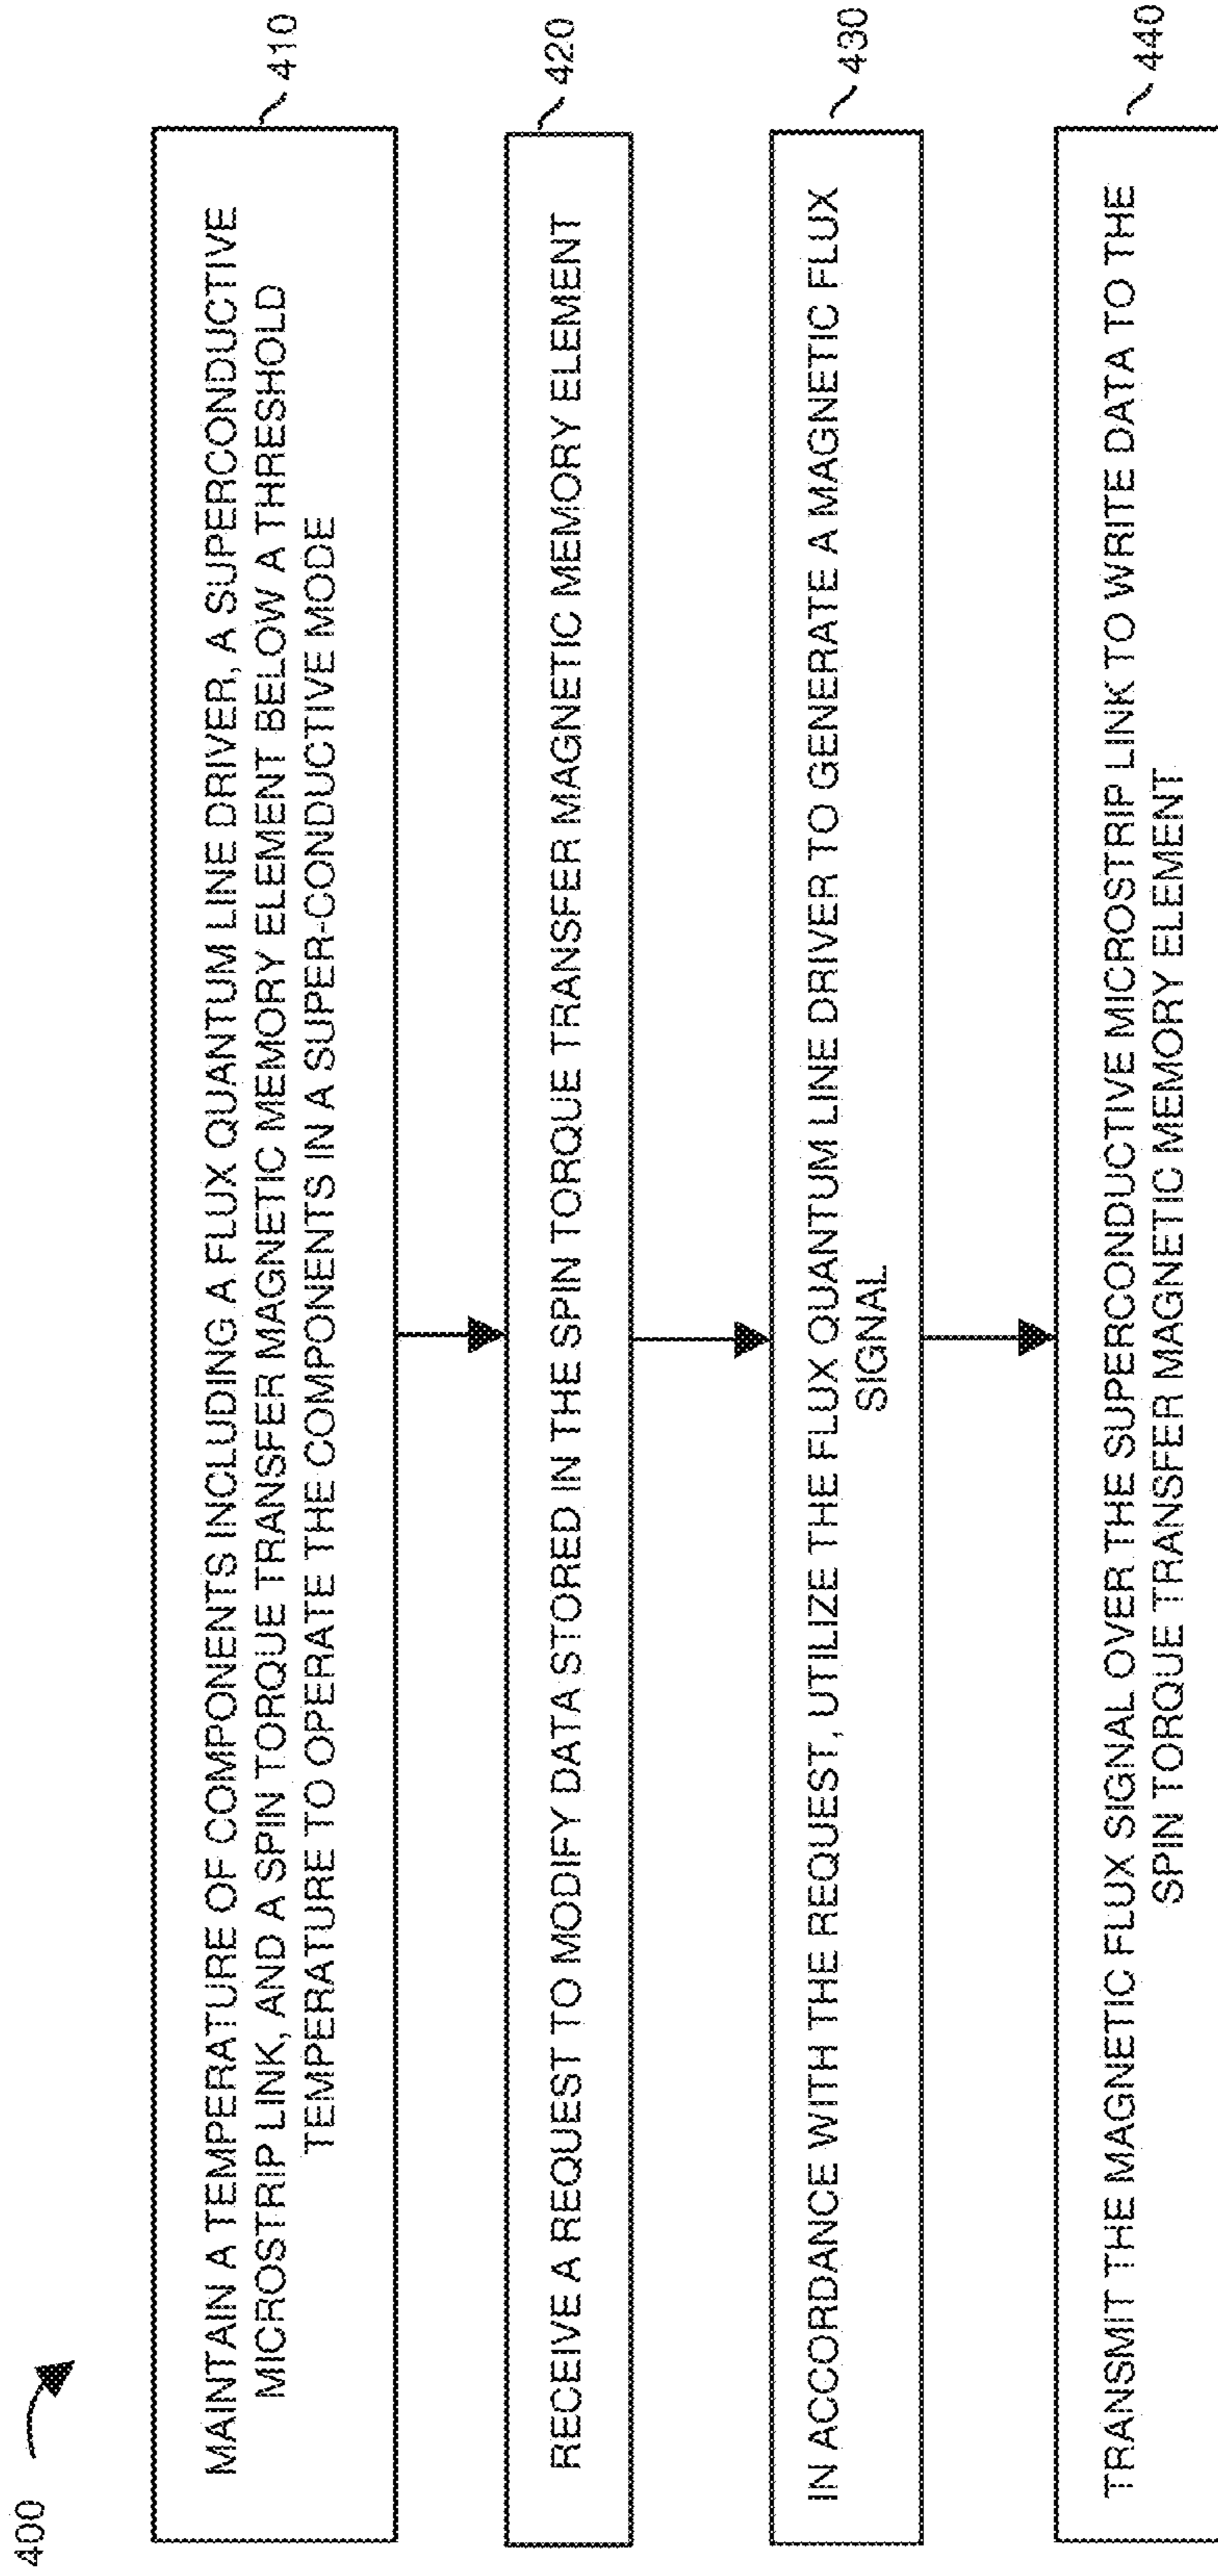 400
MAINTAIN A TEMPERATURE OF COMPONENTS INCLUDING A FLUX QUANTUM LINE DRIVER, A SUPERCONDUCTIVE
MICROSTRIP LINK, AND A SPIN TORQUE TRANSFER MAGNETIC MEMORY ELEMENT BELOW A THRESHOLD
TEMPERATURE TO OPERATE THE COMPONENTS IN A SUPER-CONDUCTIVE MODE
410
RECEIVE A REQUEST TO MODIFY DATA STORED IN THE SPIN TORQUE TRANSFER MAGNETIC MEMORY ELEMENT
420
IN ACCORDANCE WITH THE REQUEST, UTILIZE THE FLUX QUANTUM LINE DRIVER TO GENERATE A MAGNETIC FLUX
SIGNAL
430
TRANSMIT THE MAGNETIC FLUX SIGNAL OVER THE SUPERCONDUCTIVE MICROSTRIP LINK TO WRITE DATA TO THE
SPIN TORQUE TRANSFER MAGNETIC MEMORY ELEMENT
440